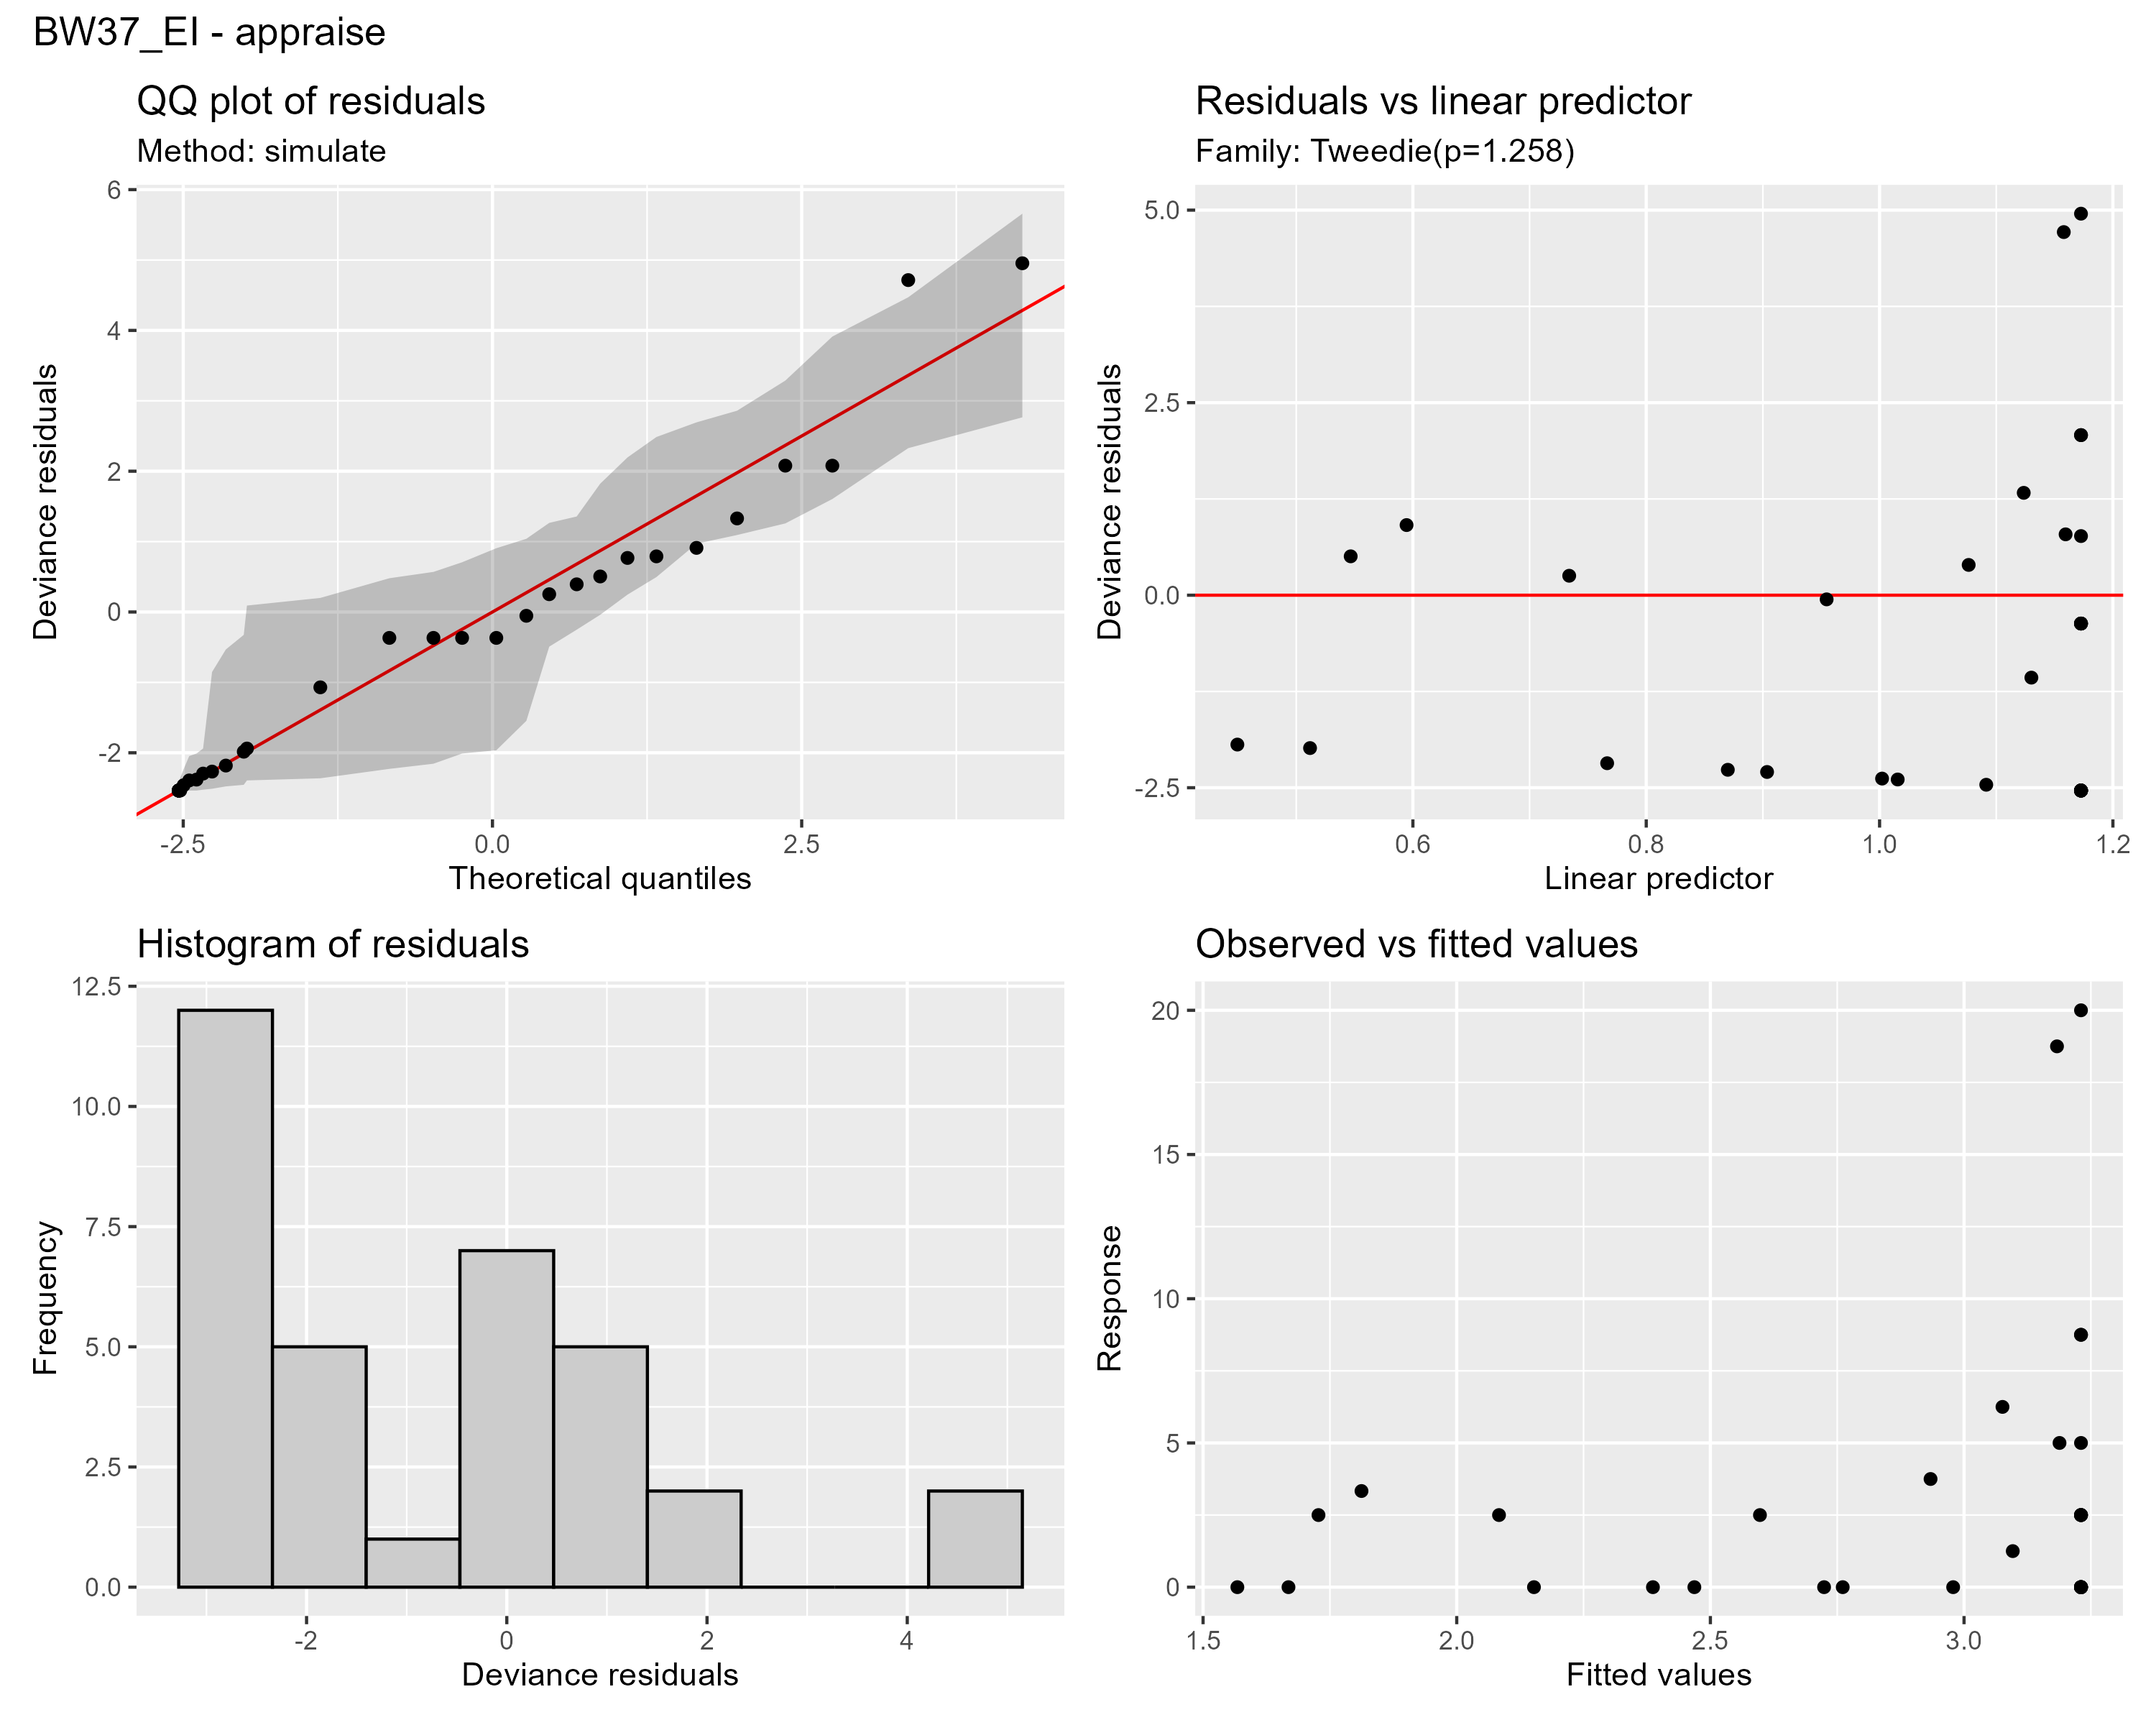 BW37_EI - appraise
QQ plot of residuals
Method: simulate
6
4
2
0
-2
Deviance residuals
-2.5
0.0
2.5
Theoretical quantiles
Residuals vs linear predictor
Family: Tweedie(p=1.258)
5.0
2.5
0.0
-2.5
Deviance residuals
0.6
0.8
1.0
1.2
Linear predictor
Histogram of residuals
12.5
10.0
7.5
5.0
2.5
0.0
Frequency
-2
0
2
4
Deviance residuals
Observed vs fitted values
20
15
10
5
0
Response
1.5
2.0
2.5
3.0
Fitted values